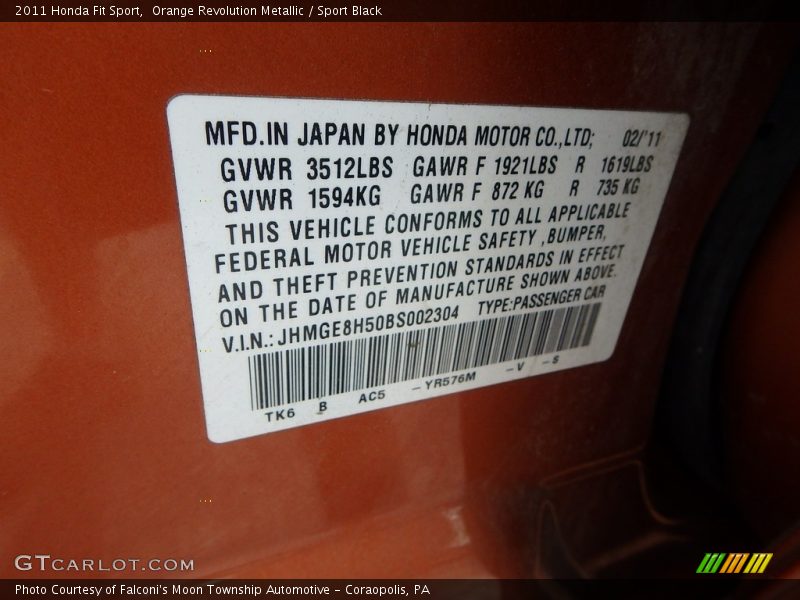 2011 Honda Fit Sport,  Orange Revolution Metallic / Sport Black
MFD.IN JAPAN BY HONDA MOTOR CO.,LTD; 02/'11
GVWR 3512LBS GAWR F 1921LBS R 1619LBS
GVWR 1594KG GAWR F 872 KG R 735 KG
THIS VEHICLE CONFORMS TO ALL APPLICABLE
FEDERAL MOTOR VEHICLE SAFETY ,BUMPER,
AND THEFT PREVENTION STANDARDS IN EFFECT
ON THE DATE OF MANUFACTURE SHOWN ABOVE.
V.I.N.: JHMGE8H50BS002304 TYPE:PASSENGER CAR
TK6 B AC5 -YR576M -V -S
GTCARLOT.COM
Photo Courtesy of Falconi's Moon Township Automotive - Coraopolis, PA